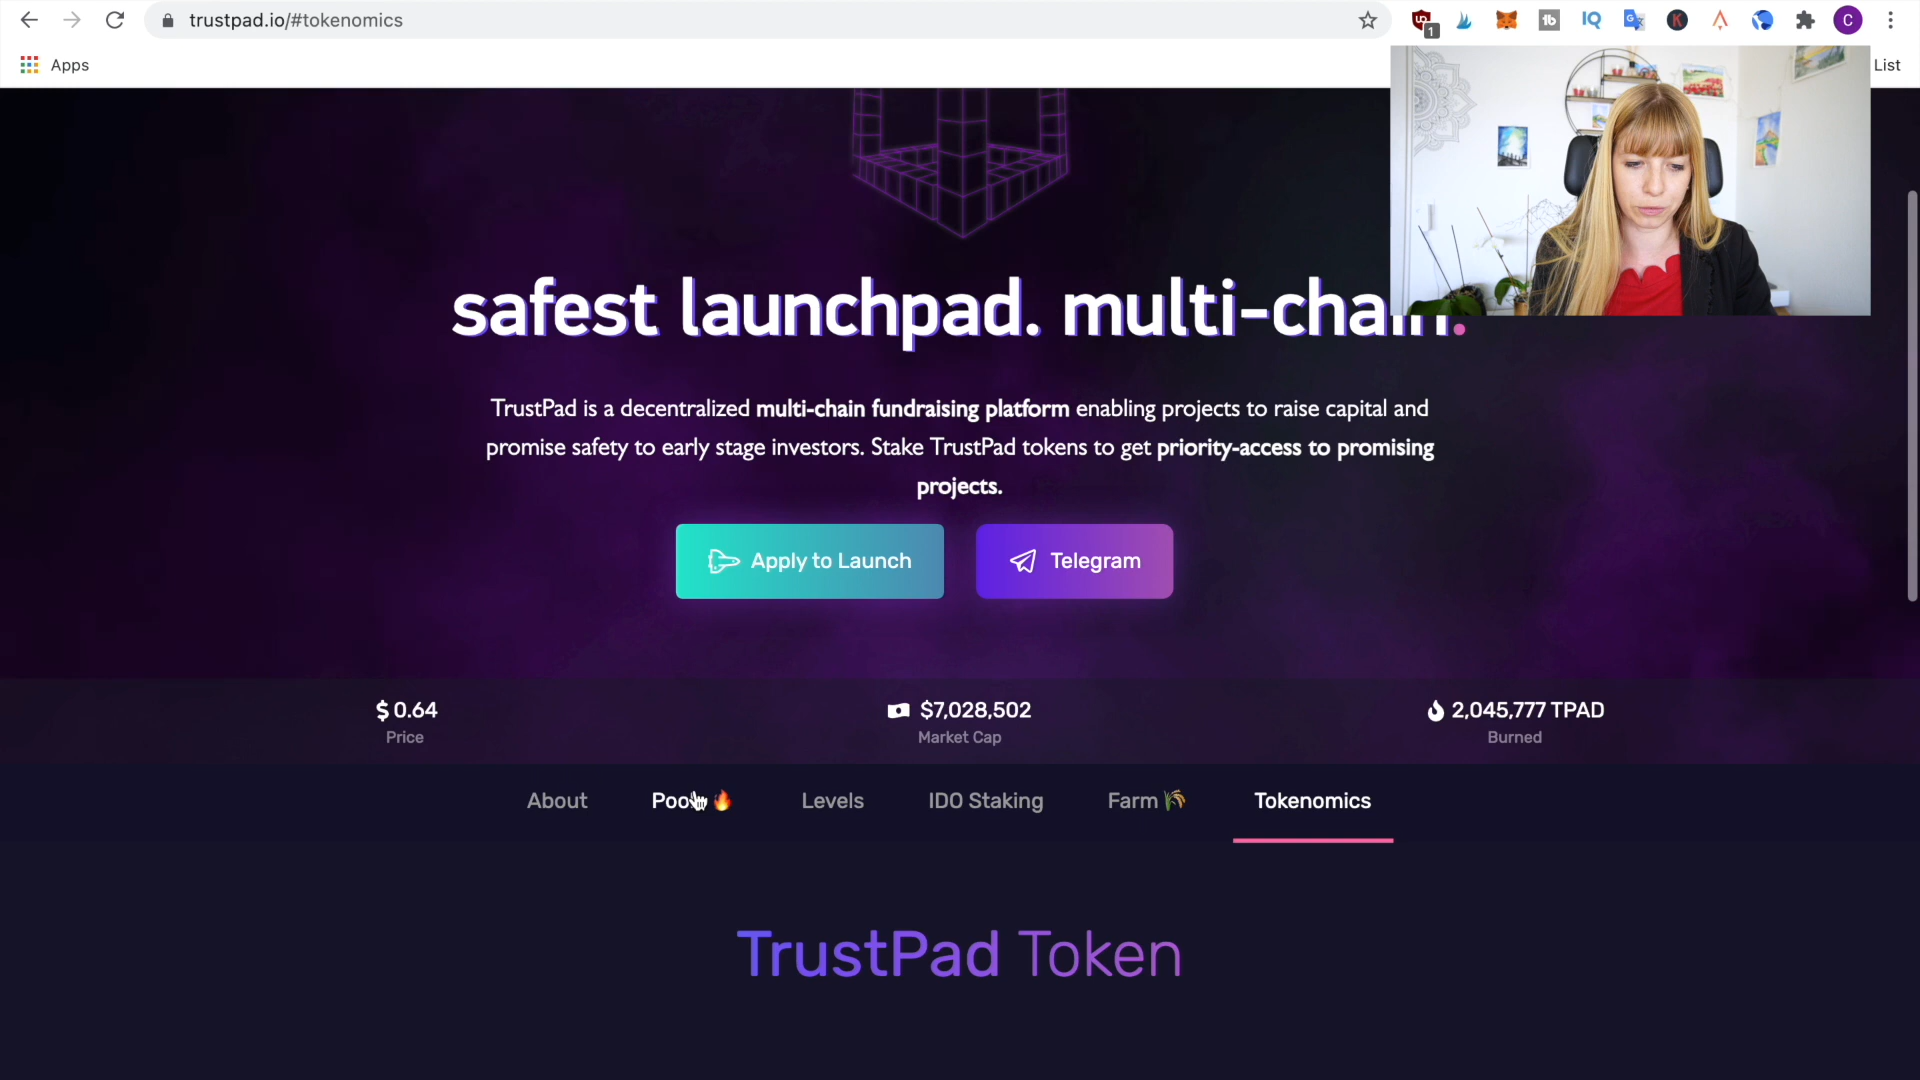 trustpad.io/#tokenomics
1
IQ
K
C
Apps
List
safest launchpad. multi-chain.
TrustPad is a decentralized multi-chain fundraising platform enabling projects to raise capital and
promise safety to early stage investors. Stake TrustPad tokens to get priority-access to promising
projects.
Apply to Launch
Telegram
$ 0.64
Price
$7,028,502
Market Cap
2,045,777 TPAD
Burned
About
Levels
IDO Staking
Farm
Tokenomics
TrustPad Token